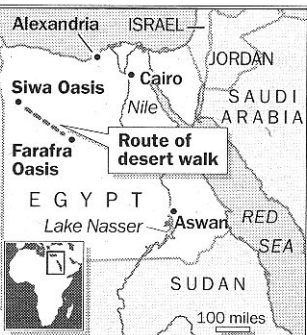 Alexandria
ISRAEL
JORDAN
Cairo
Siwa Oasis
Nile
SAUDI
ARABIA
Route of
desert walk
Farafra
Oasis
EGYPT
Lake Nasser
Aswan
RED
SEA
SUDAN
100 miles